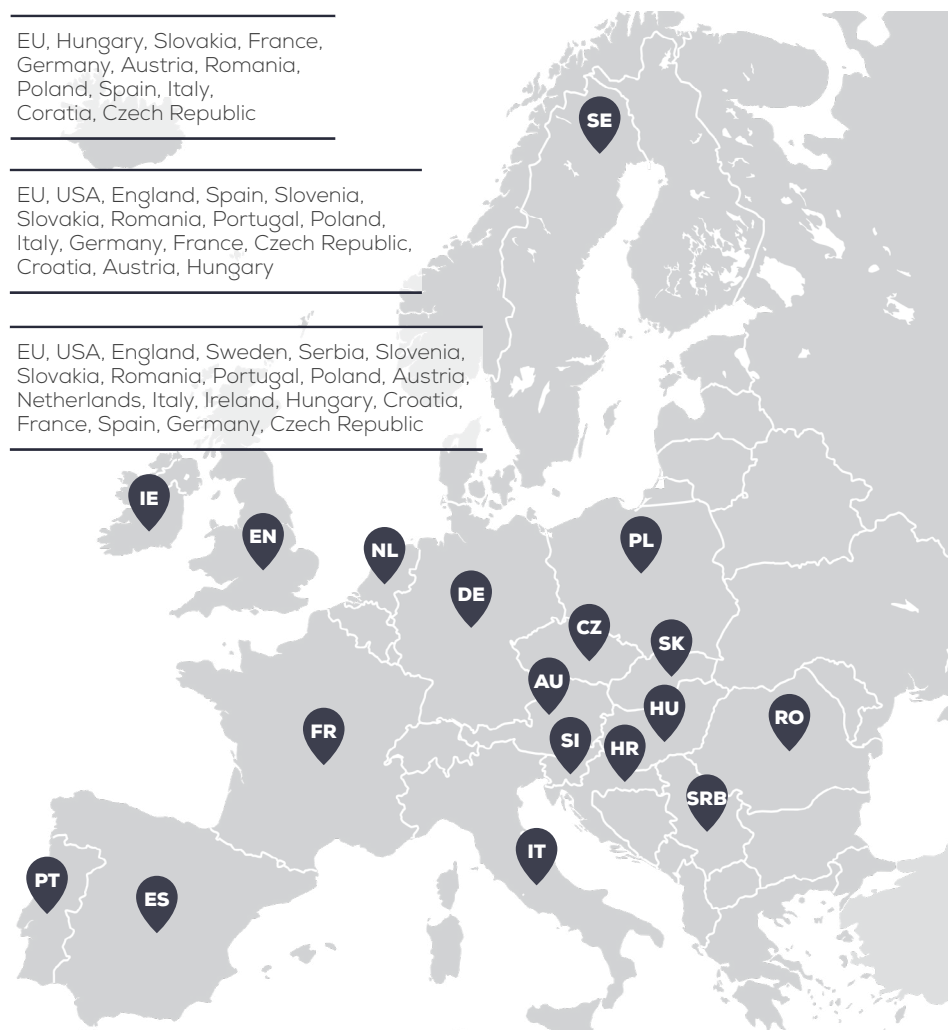 EU, Hungary, Slovakia, France,
Germany, Austria, Romania,
Poland, Spain, Italy,
Coratia, Czech Republic
EU, USA, England, Spain, Slovenia,
Slovakia, Romania, Portugal, Poland,
Italy, Germany, France, Czech Republic,
Croatia, Austria, Hungary
EU, USA, England, Sweden, Serbia, Slovenia,
Slovakia, Romania, Portugal, Poland, Austria,
Netherlands, Italy, Ireland, Hungary, Croatia,
France, Spain, Germany, Czech Republic
SE
IE
EN
NL
PL
DE
CZ
SK
AU
HU
RO
FR
SI
HR
SRB
IT
PT
ES